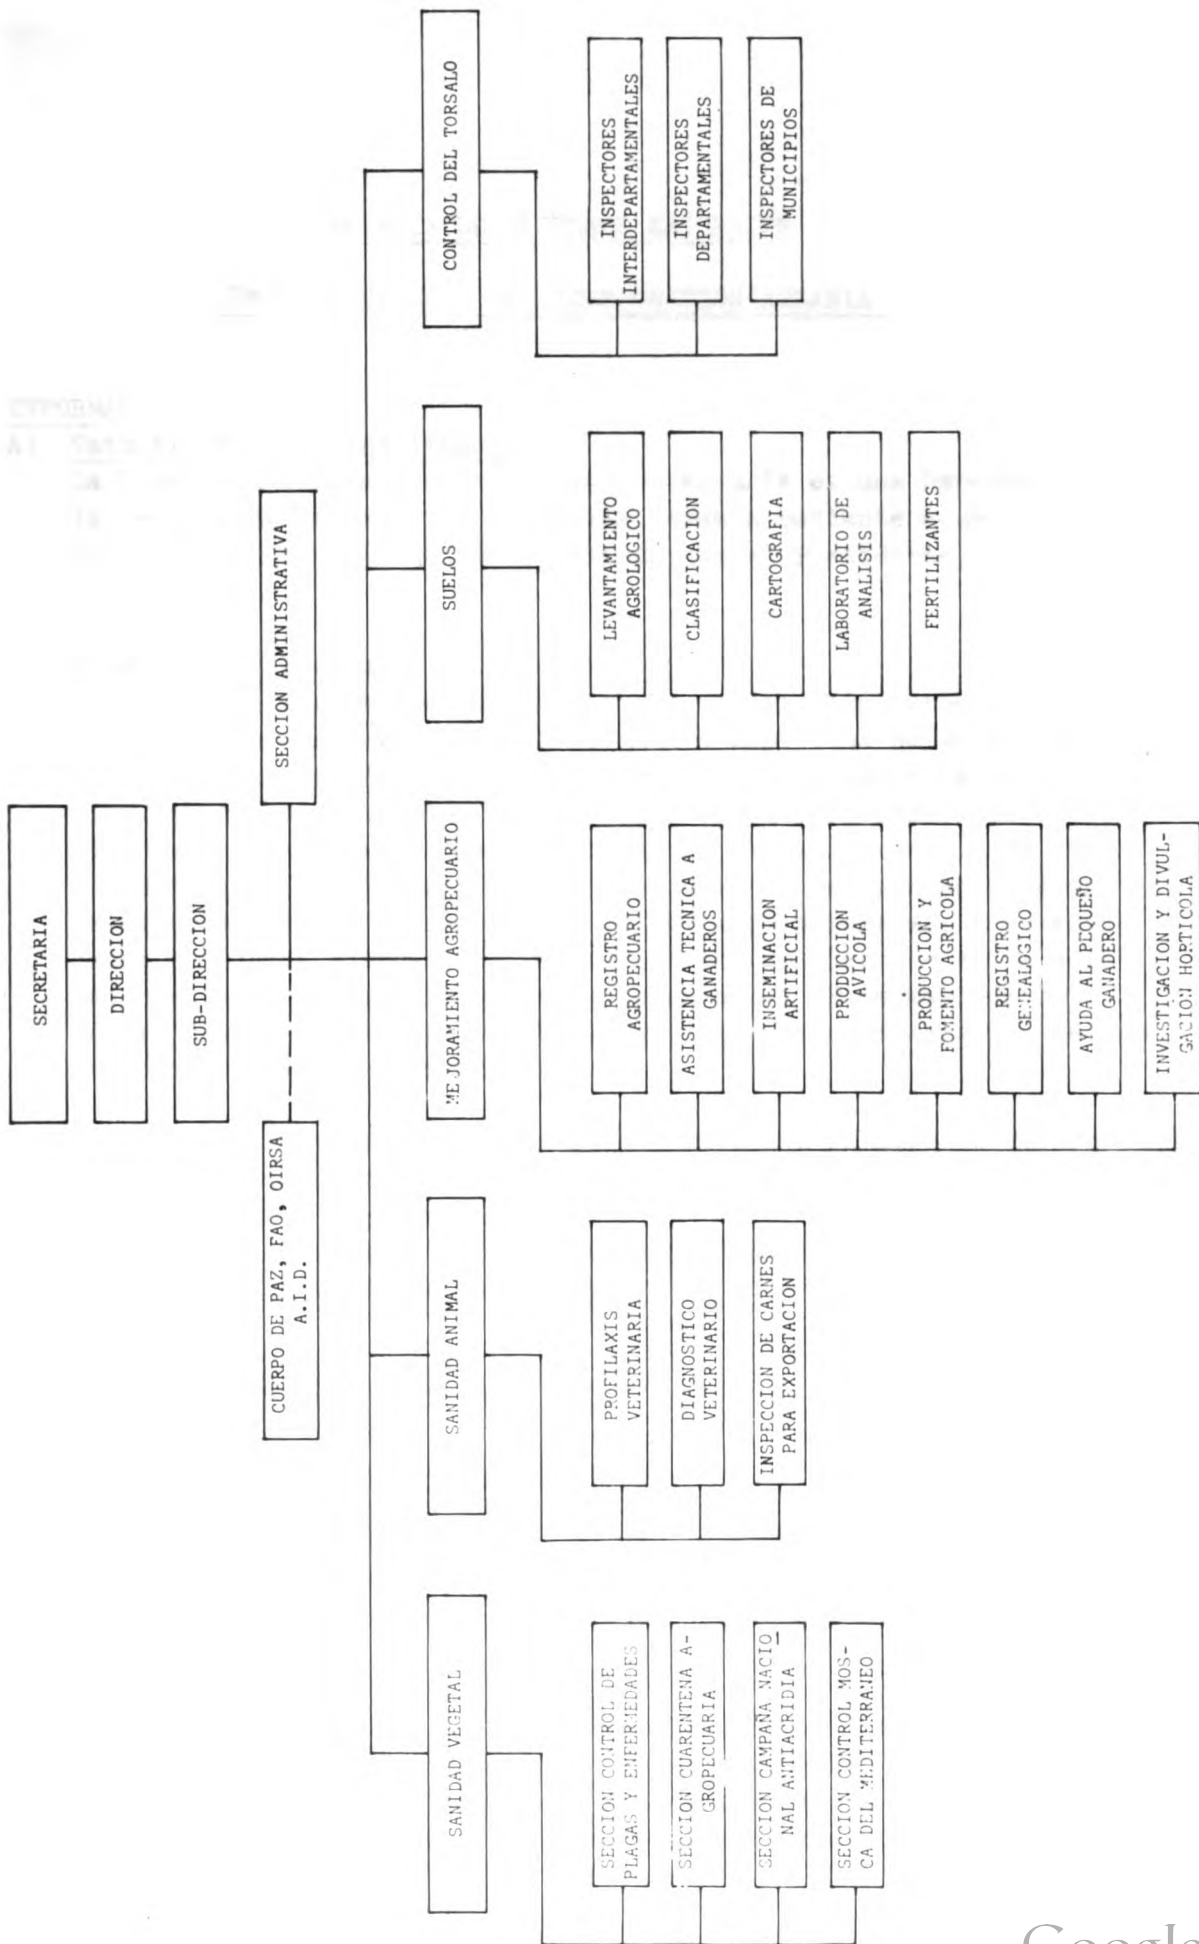 SECRETARIA
DIRECCION
SUB-DIRECCION
CUERPO DE PAZ, FAO, OIRSA
A.I.D.
SECCION ADMINISTRATIVA
SANIDAD VEGETAL
SECCION CONTROL DE
PLAGAS Y ENFERMEDADES
SECCION CUARENTENA A-
GROPECUARIA
SECCION CAMPAÑA NACIO
NAL ANTIACRIDIA
SECCION CONTROL MOS-
CA DEL MEDITERRANEO
SANIDAD ANIMAL
PROFILAXIS
VETERINARIA
DIAGNOSTICO
VETERINARIO
INSPECCION DE CARNES
PARA EXPORTACION
MEJORAMIENTO AGROPECUARIO
REGISTRO
AGROPECUARIO
ASISTENCIA TECNICA A
GANADEROS
INSEMINACION
ARTIFICIAL
PRODUCCION
AVICOLA
PRODUCCION Y
FOMENTO AGRICOLA
REGISTRO
GENEALOGICO
AYUDA AL PEQUEÑO
GANADERO
INVESTIGACION Y DIVUL-
GACION HORTICOLA
SUELOS
LEVANTAMIENTO
AGROLOGICO
CLASIFICACION
CARTOGRAFIA
LABORATORIO DE
ANALISIS
FERTILIZANTES
CONTROL DEL TORSALO
INSPECTORES
INTERDEPARTAMENTALES
INSPECTORES
DEPARTAMENTALES
INSPECTORES DE
MUNICIPIOS
Google